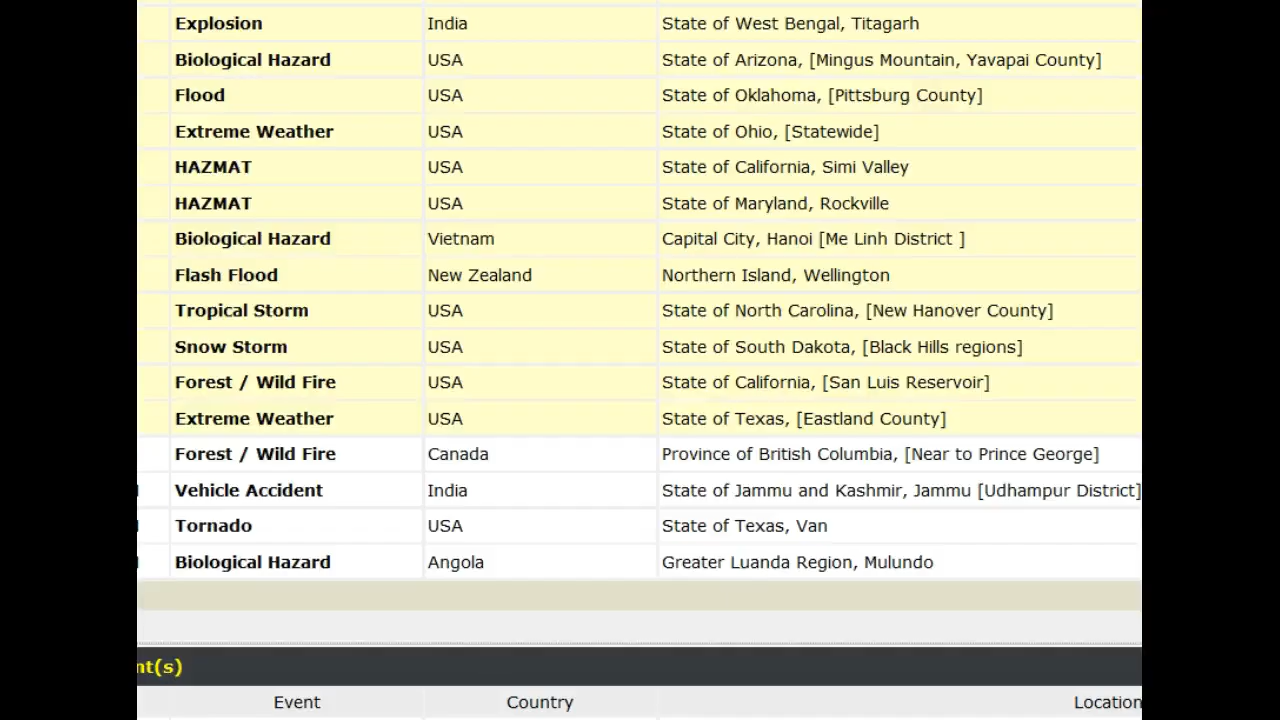 Explosion India State of West Bengal, Titagarh
Biological Hazard USA State of Arizona, [Mingus Mountain, Yavapai County]
Flood USA State of Oklahoma, [Pittsburg County]
Extreme Weather USA State of Ohio, [Statewide]
HAZMAT USA State of California, Simi Valley
HAZMAT USA State of Maryland, Rockville
Biological Hazard Vietnam Capital City, Hanoi [Me Linh District ]
Flash Flood New Zealand Northern Island, Wellington
Tropical Storm USA State of North Carolina, [New Hanover County]
Snow Storm USA State of South Dakota, [Black Hills regions]
Forest / Wild Fire USA State of California, [San Luis Reservoir]
Extreme Weather USA State of Texas, [Eastland County]
Forest / Wild Fire Canada Province of British Columbia, [Near to Prince George]
Vehicle Accident India State of Jammu and Kashmir, Jammu [Udhampur District]
Tornado USA State of Texas, Van
Biological Hazard Angola Greater Luanda Region, Mulundo
nt(s)
Event Country Location